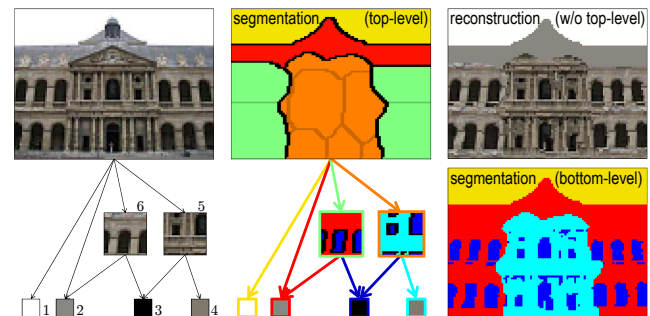 segmentation (top-level)
reconstruction (w/o top-level)
segmentation (bottom-level)
6 5
1 2 3 4